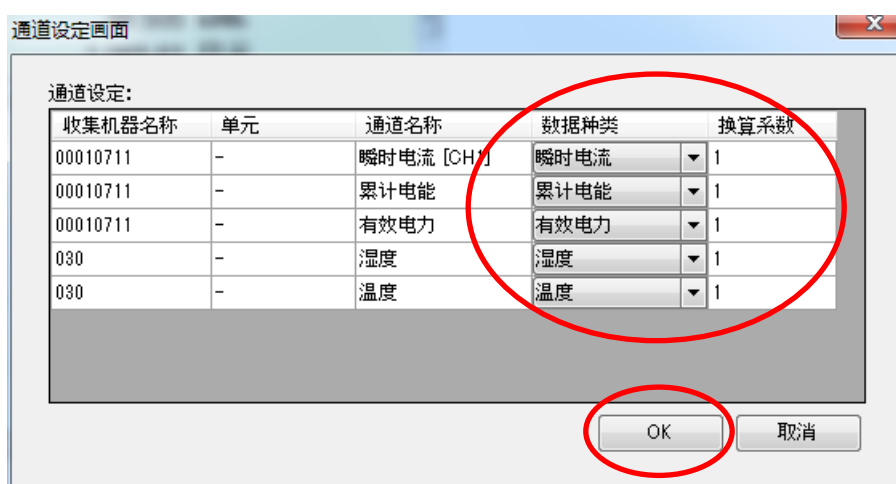 通道设定画面
通道设定:
收集机器名称 单元 通道名称 数据种类 换算系数
00010711 - 瞬时电流 [CH1] 瞬时电流 1
00010711 - 累计电能 累计电能 1
00010711 - 有效电力 有效电力 1
030 - 湿度 湿度 1
030 - 温度 温度 1
OK 取消